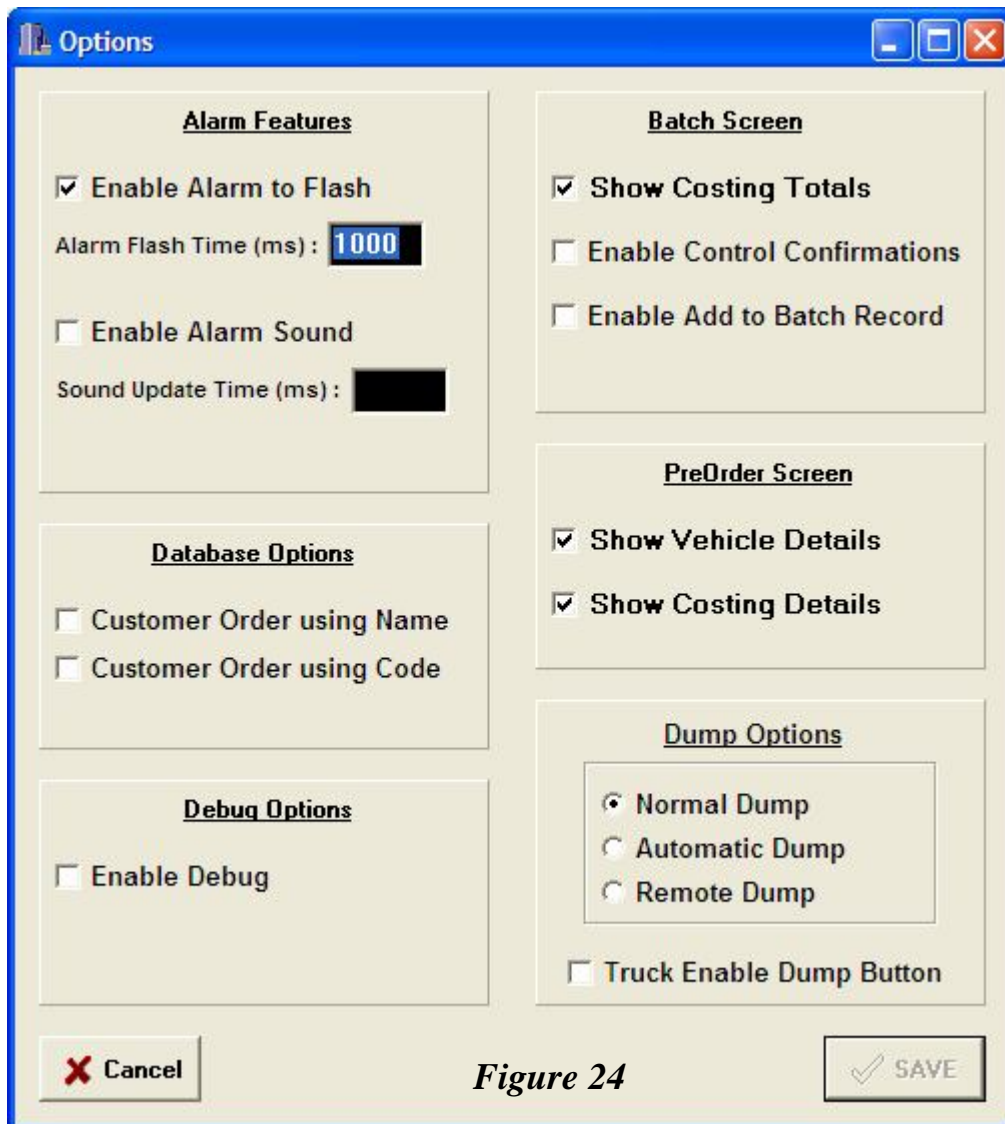 Options
Alarm Features
Enable Alarm to Flash
Alarm Flash Time (ms) : 1000
Enable Alarm Sound
Sound Update Time (ms) :
Database Options
Customer Order using Name
Customer Order using Code
Debug Options
Enable Debug
Batch Screen
Show Costing Totals
Enable Control Confirmations
Enable Add to Batch Record
PreOrder Screen
Show Vehicle Details
Show Costing Details
Dump Options
Normal Dump
Automatic Dump
Remote Dump
Truck Enable Dump Button
Cancel
Figure 24
SAVE